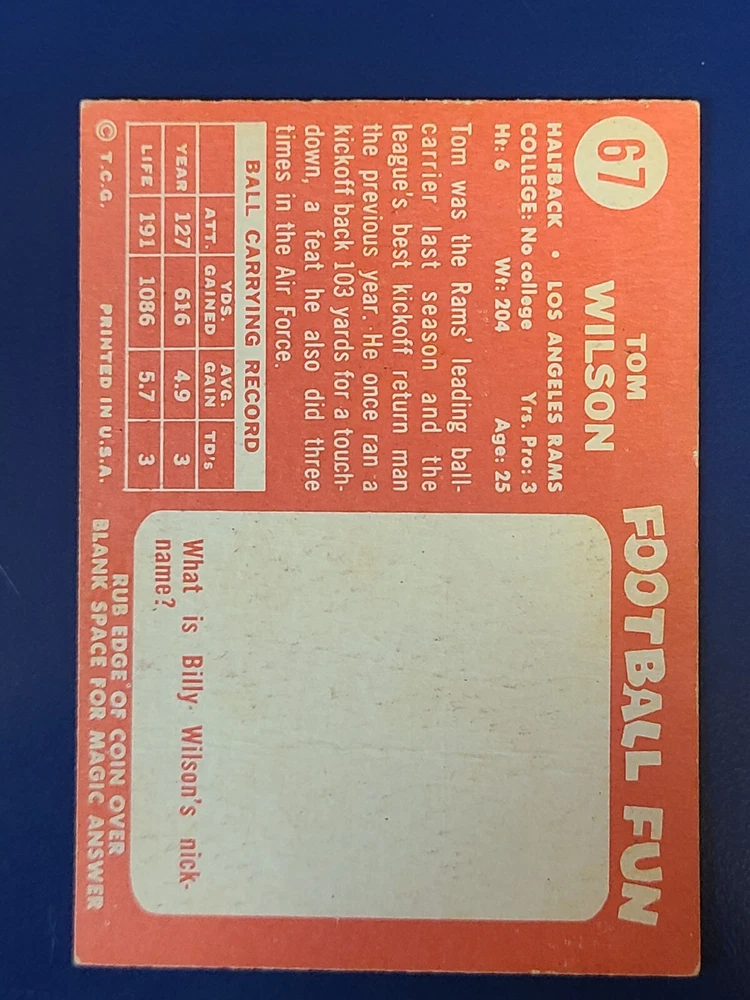 67
TOM
WILSON
HALFBACK • LOS ANGELES RAMS
COLLEGE: No college Yrs. Pro: 3
Ht: 6 Wt: 204 Age: 25
Tom was the Rams' leading ball-
carrier last season and the
league's best kickoff return man
the previous year. He once ran a
kickoff back 103 yards for a touch-
down, a feat he also did three
times in the Air Force.
BALL CARRYING RECORD
ATT. YDS. GAINED AVG. GAIN TD's
YEAR 127 616 4.9 3
LIFE 191 1086 5.7 3
© T.C.G. PRINTED IN U.S.A.
FOOTBALL FUN
What is Billy Wilson's nick-
name?
RUB EDGE OF COIN OVER
BLANK SPACE FOR MAGIC ANSWER